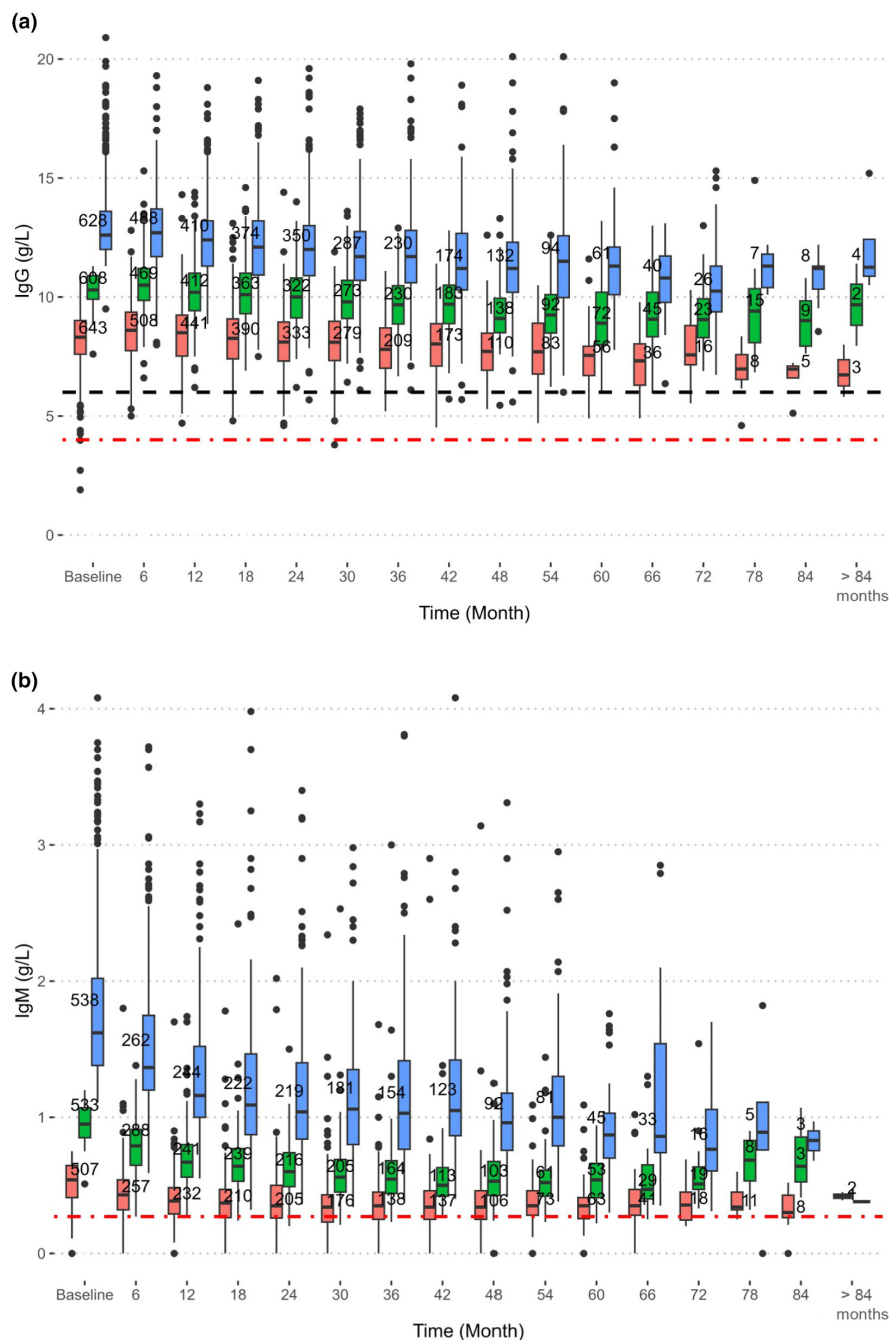 (a)
20
15
10
5
0
IgG (g/L)
628 488 410 374 350 287 230 174 132 94 61 40 26 7 8 4
608 469 412 363 322 273 230 183 138 92 72 45 23 15 9 2
643 508 441 390 333 279 209 173 110 83 56 36 16 8 5 3
Baseline 6 12 18 24 30 36 42 48 54 60 66 72 78 84 > 84
months
Time (Month)
(b)
4
3
2
1
0
IgM (g/L)
538 262 244 222 219 181 154 123 92 81 45 33 16 5 3
533 288 241 239 216 205 164 113 103 61 53 29 19 8 3 2
507 257 232 210 205 176 138 137 106 73 63 18 11 8
Baseline 6 12 18 24 30 36 42 48 54 60 66 72 78 84 > 84
months
Time (Month)